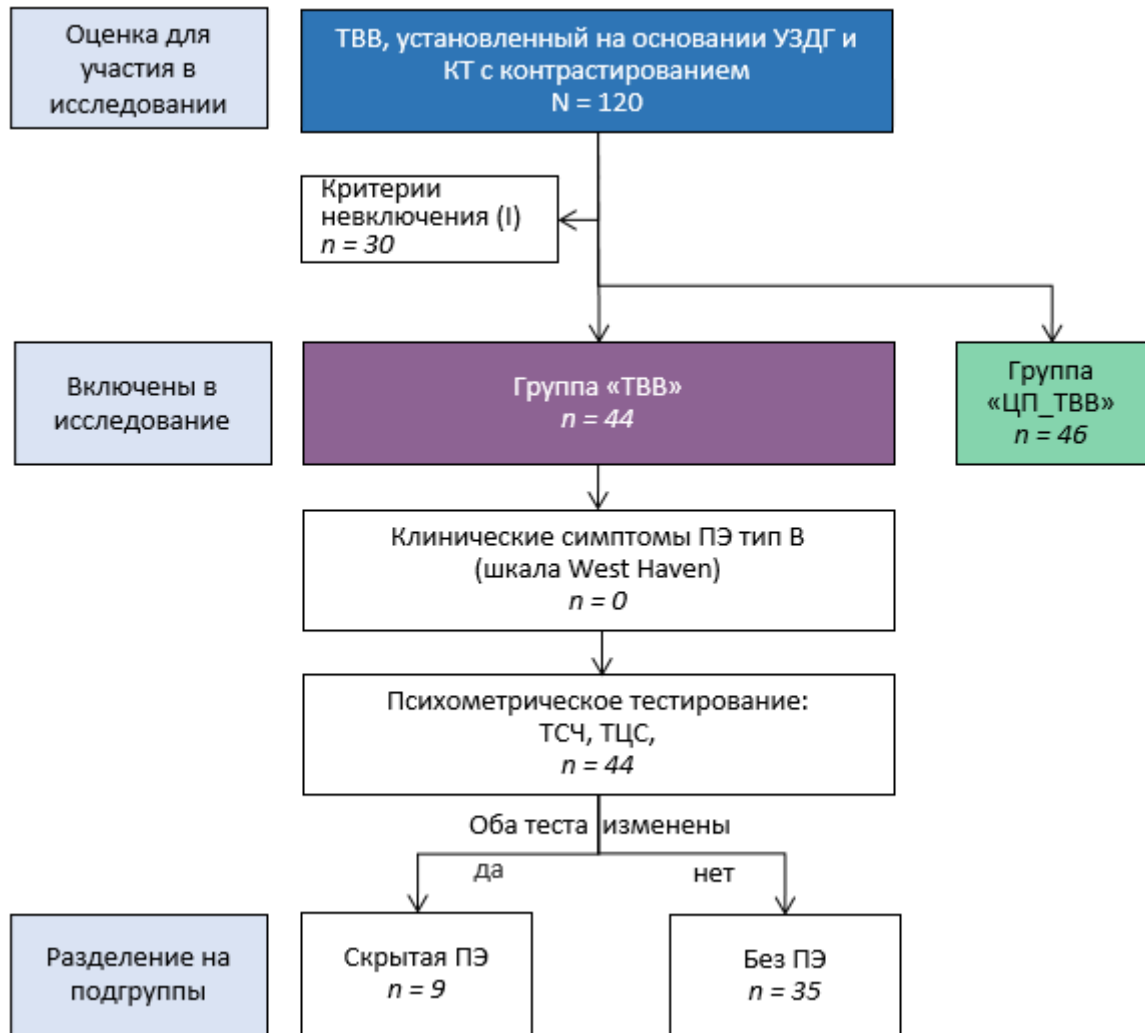 Оценка для
участия в
исследовании
ТВВ, установленный на основании УЗДГ и
КТ с контрастированием
N = 120
Критерии
невключения (I)
n = 30
Включены в
исследование
Группа «ТВВ»
n = 44
Группа
«ЦП_ТВВ»
n = 46
Клинические симптомы ПЭ тип В
(шкала West Haven)
n = 0
Психометрическое тестирование:
ТСЧ, ТЦС,
n = 44
Оба теста изменены
да
нет
Разделение на
подгруппы
Скрытая ПЭ
n = 9
Без ПЭ
n = 35